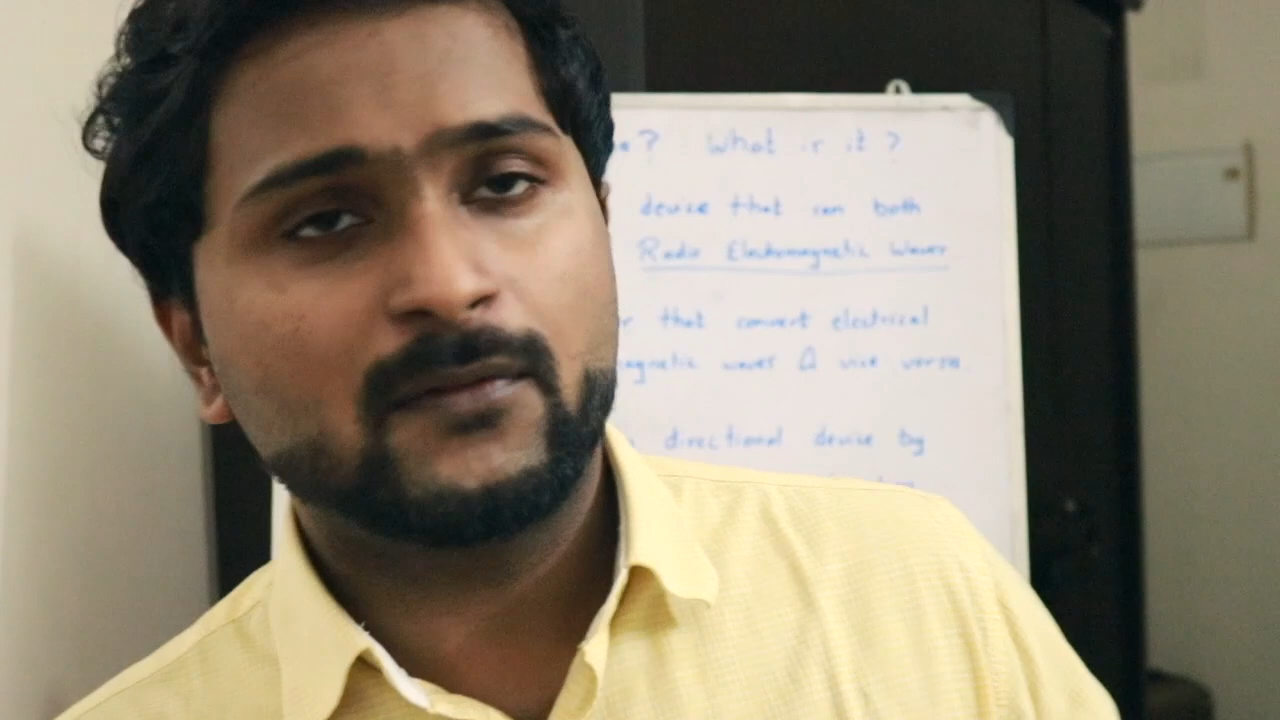 ? What is it?
device that can both
Radio Electromagnetic Waves
that convert electrical
magnetic waves & vice versa.
directional device by